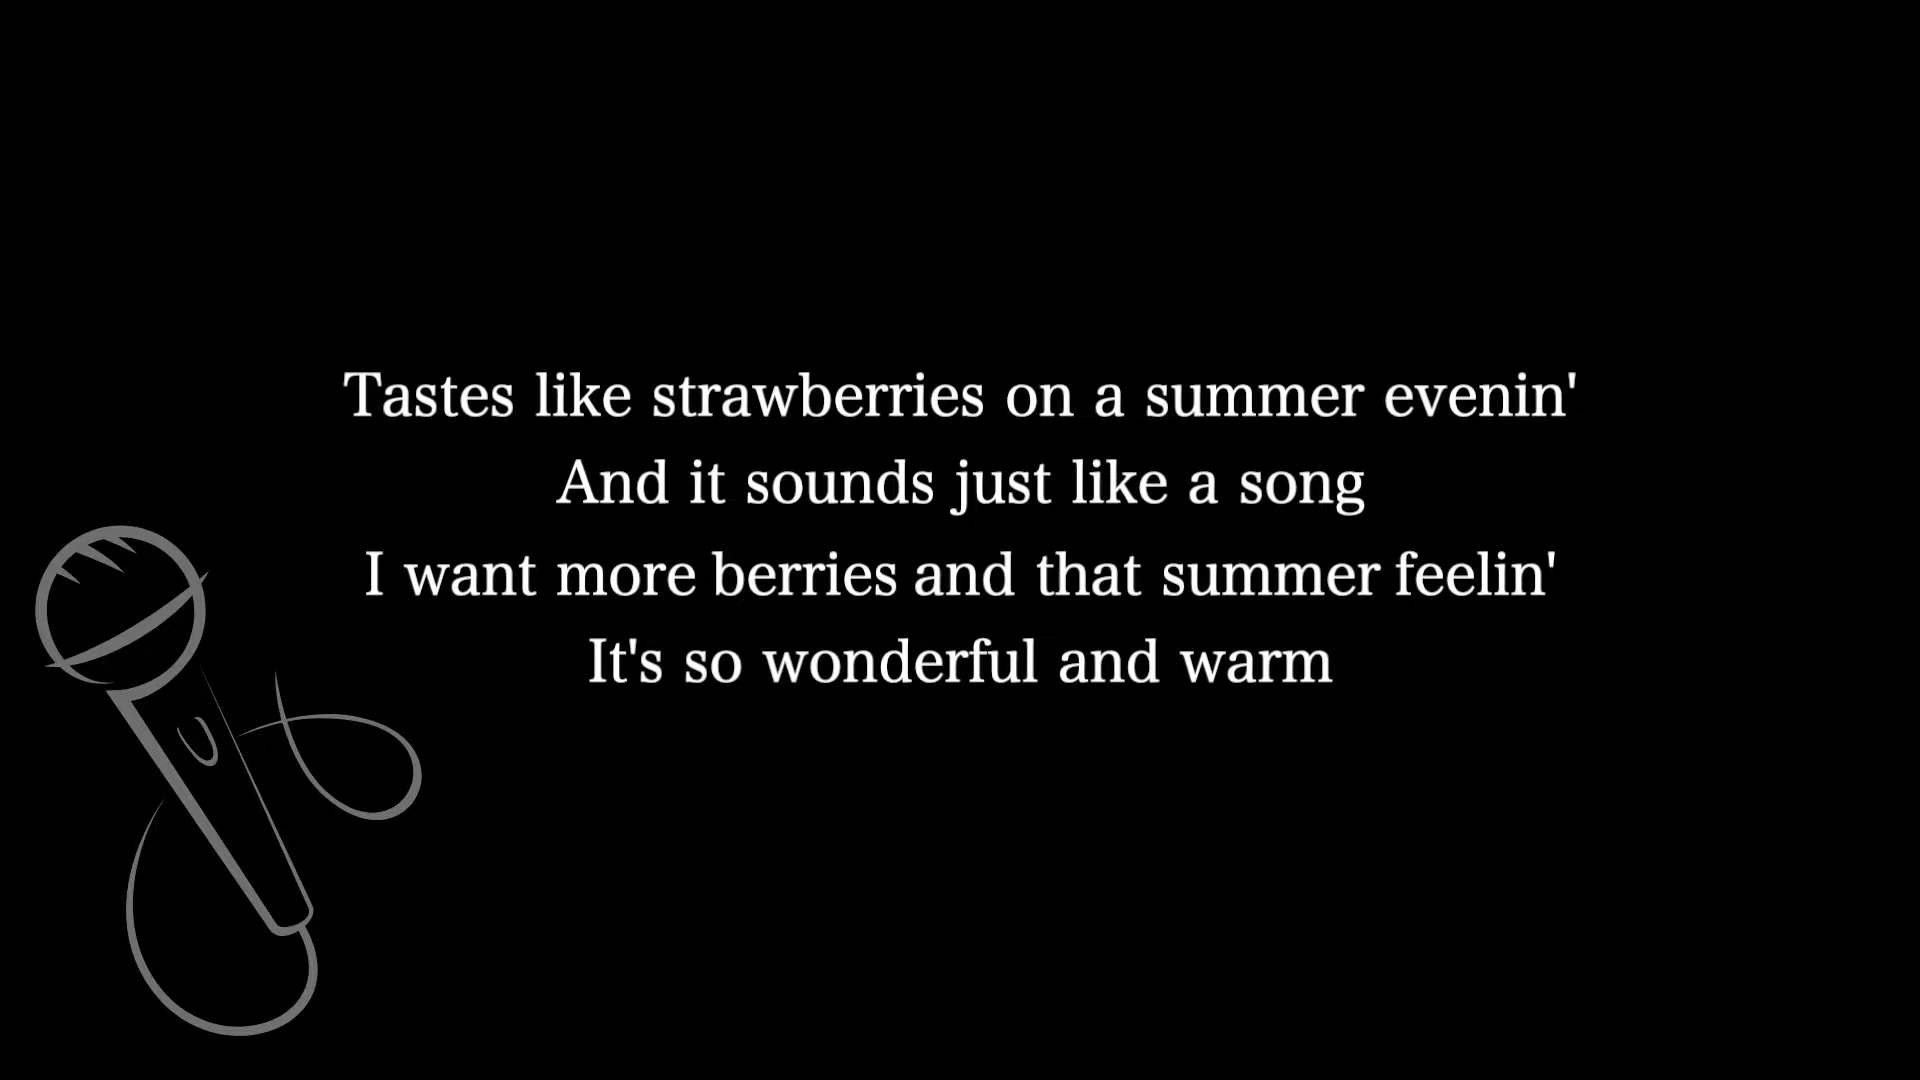 Tastes like strawberries on a summer evenin'
And it sounds just like a song
I want more berries and that summer feelin'
It's so wonderful and warm